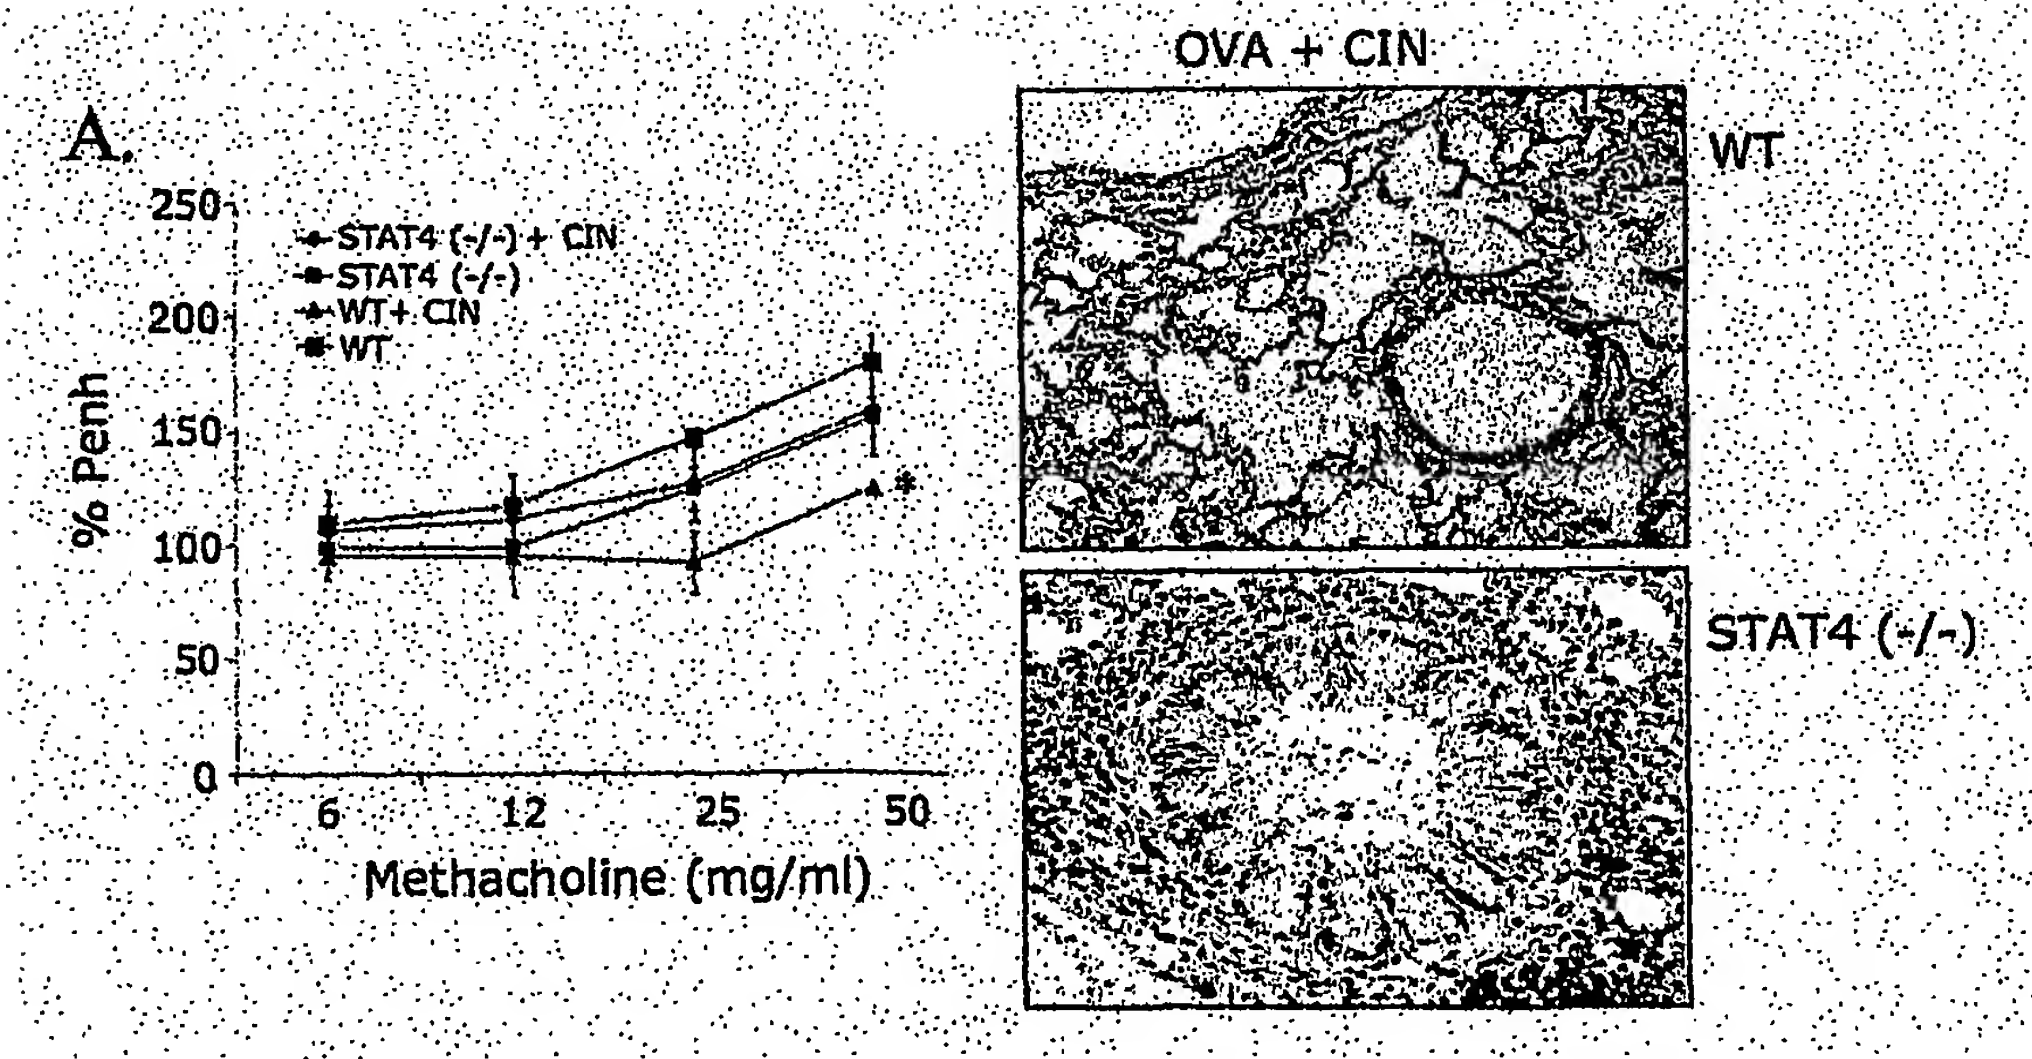 A.
250
200
150
100
50
0
% Penh
STAT4 (-/-) + CIN
STAT4 (-/-)
WT + CIN
WT
*
6 12 25 50
Methacholine (mg/ml)
OVA + CIN
WT
STAT4 (-/-)